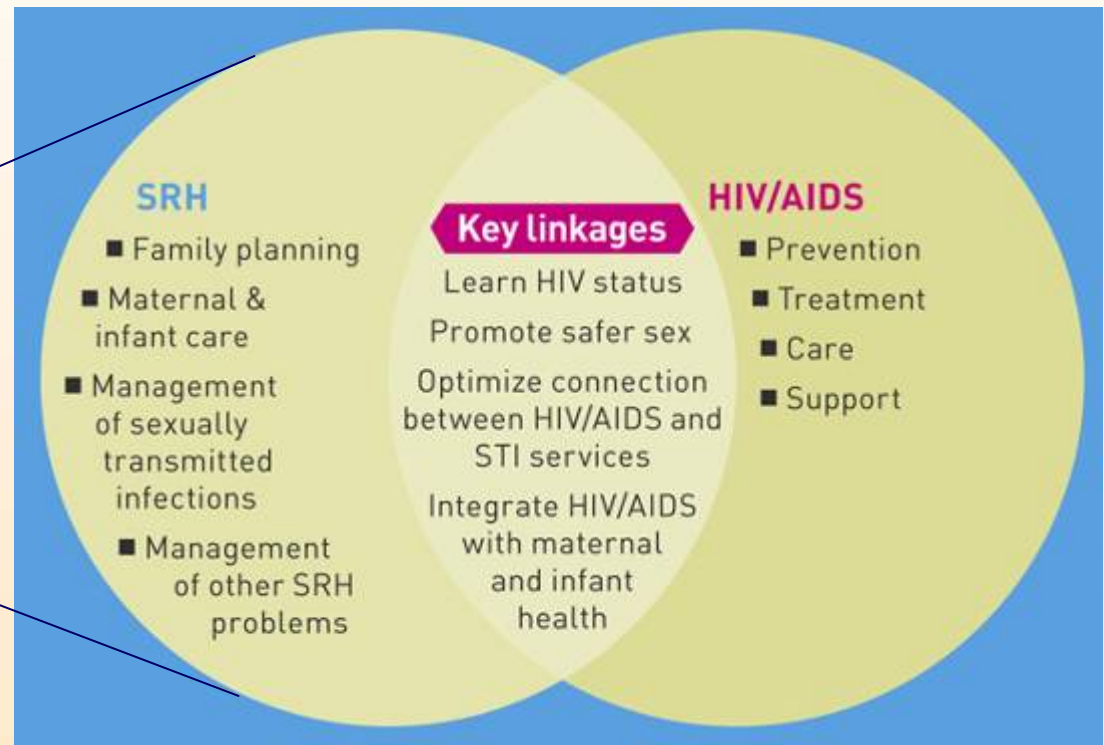 SRH
■ Family planning
■ Maternal &
infant care
■ Management
of sexually
transmitted
infections
■ Management
of other SRH
problems
Key linkages
Learn HIV status
Promote safer sex
Optimize connection
between HIV/AIDS and
STI services
Integrate HIV/AIDS
with maternal
and infant
health
HIV/AIDS
■ Prevention
■ Treatment
■ Care
■ Support